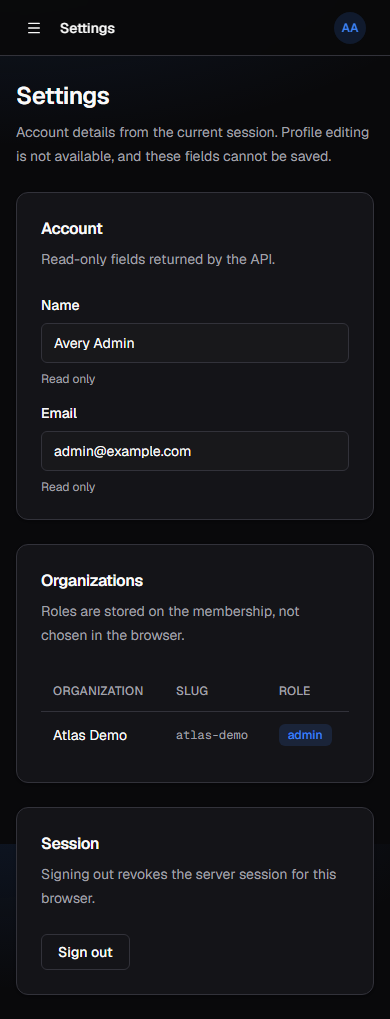 Settings
AA
Settings
Account details from the current session. Profile editing
is not available, and these fields cannot be saved.
Account
Read-only fields returned by the API.
Name
Avery Admin
Read only
Email
admin@example.com
Read only
Organizations
Roles are stored on the membership, not
chosen in the browser.
ORGANIZATION SLUG ROLE
Atlas Demo atlas-demo admin
Session
Signing out revokes the server session for this
browser.
Sign out